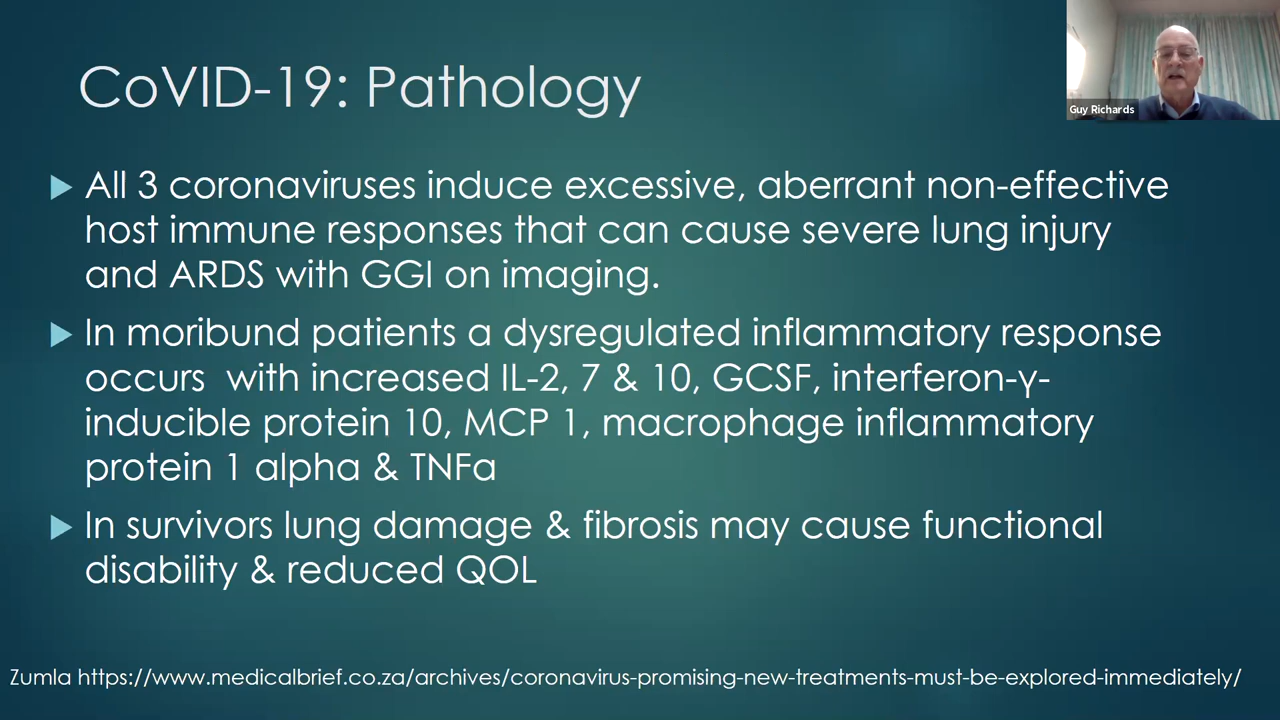 CoVID-19: Pathology
Guy Richards
All 3 coronaviruses induce excessive, aberrant non-effective
host immune responses that can cause severe lung injury
and ARDS with GGI on imaging.
In moribund patients a dysregulated inflammatory response
occurs  with increased IL-2, 7 & 10, GCSF, interferon-γ-
inducible protein 10, MCP 1, macrophage inflammatory
protein 1 alpha & TNFa
In survivors lung damage & fibrosis may cause functional
disability & reduced QOL
Zumla https://www.medicalbrief.co.za/archives/coronavirus-promising-new-treatments-must-be-explored-immediately/